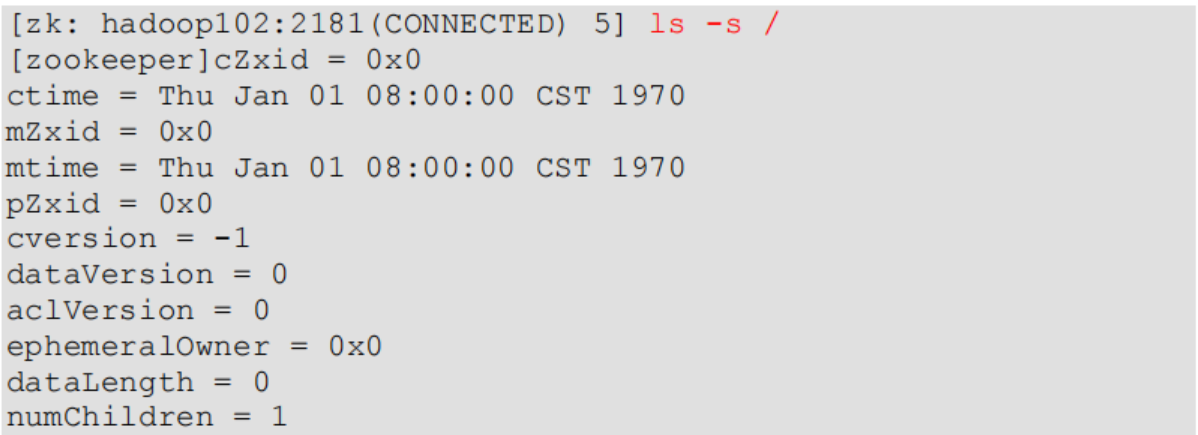 [zk: hadoop102:2181(CONNECTED) 5] ls -s /
[zookeeper]cZxid = 0x0
ctime = Thu Jan 01 08:00:00 CST 1970
mZxid = 0x0
mtime = Thu Jan 01 08:00:00 CST 1970
pZxid = 0x0
cversion = -1
dataVersion = 0
aclVersion = 0
ephemeralOwner = 0x0
dataLength = 0
numChildren = 1